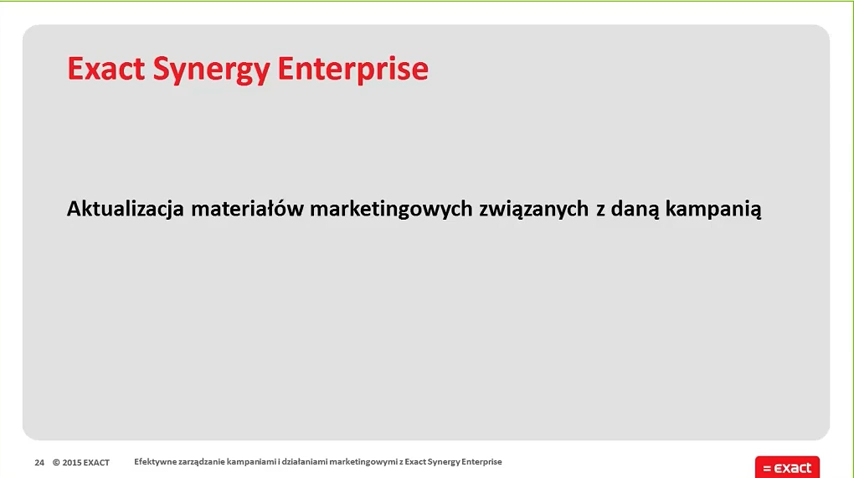 Exact Synergy Enterprise
Aktualizacja materiałów marketingowych związanych z daną kampanią
24 © 2015 EXACT Efektywne zarządzanie kampaniami i działaniami marketingowymi z Exact Synergy Enterprise
= exact